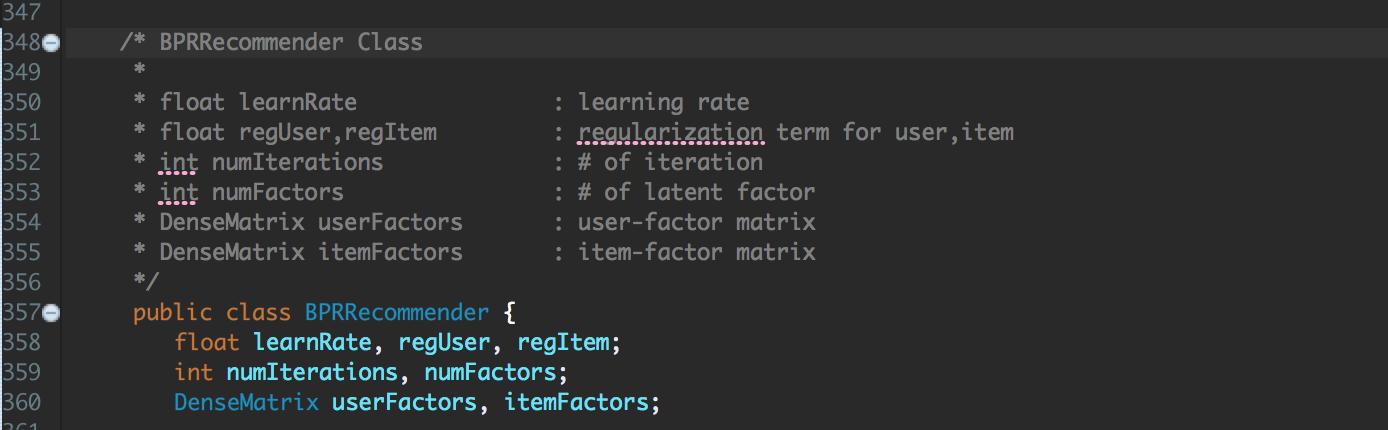 347
348 /* BPRRecommender Class
349 *
350 * float learnRate : learning rate
351 * float regUser,regItem : regularization term for user,item
352 * int numIterations : # of iteration
353 * int numFactors : # of latent factor
354 * DenseMatrix userFactors : user-factor matrix
355 * DenseMatrix itemFactors : item-factor matrix
356 */
357 public class BPRRecommender {
358 float learnRate, regUser, regItem;
359 int numIterations, numFactors;
360 DenseMatrix userFactors, itemFactors;
361